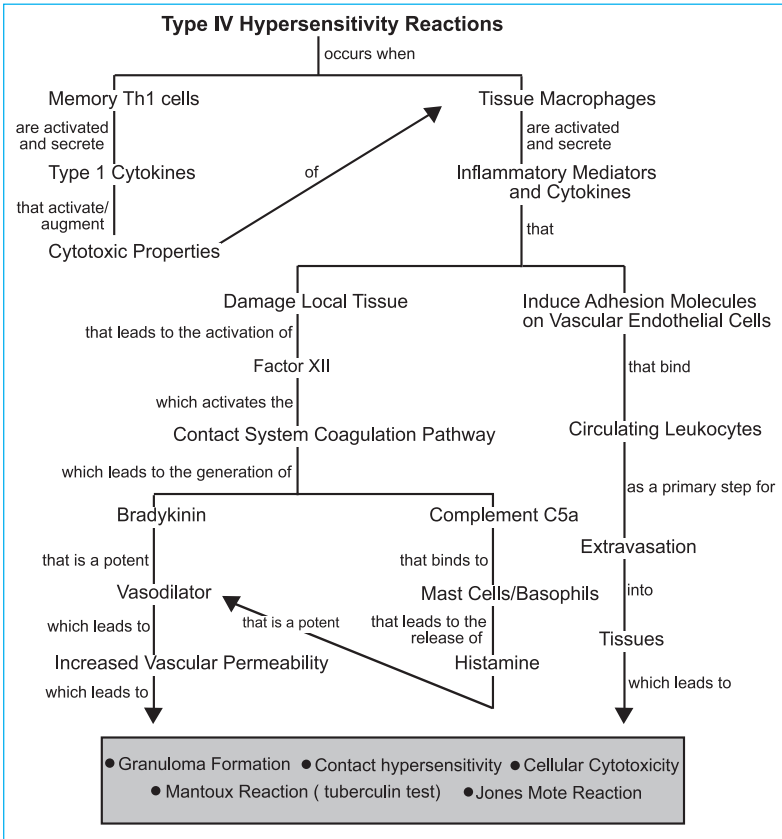 Type IV Hypersensitivity Reactions
occurs when
Memory Th1 cells
Tissue Macrophages
are activated
and secrete
are activated
and secrete
Type 1 Cytokines
of
Inflammatory Mediators
and Cytokines
that activate/
augment
that
Cytotoxic Properties
Damage Local Tissue
Induce Adhesion Molecules
on Vascular Endothelial Cells
that leads to the activation of
Factor XII
that bind
which activates the
Contact System Coagulation Pathway
Circulating Leukocytes
which leads to the generation of
as a primary step for
Bradykinin
Complement C5a
Extravasation
that is a potent
that binds to
into
Vasodilator
Mast Cells/Basophils
which leads to
that is a potent
that leads to the
release of
Tissues
Increased Vascular Permeability
Histamine
which leads to
which leads to
● Granuloma Formation ● Contact hypersensitivity ● Cellular Cytotoxicity
● Mantoux Reaction ( tuberculin test) ● Jones Mote Reaction